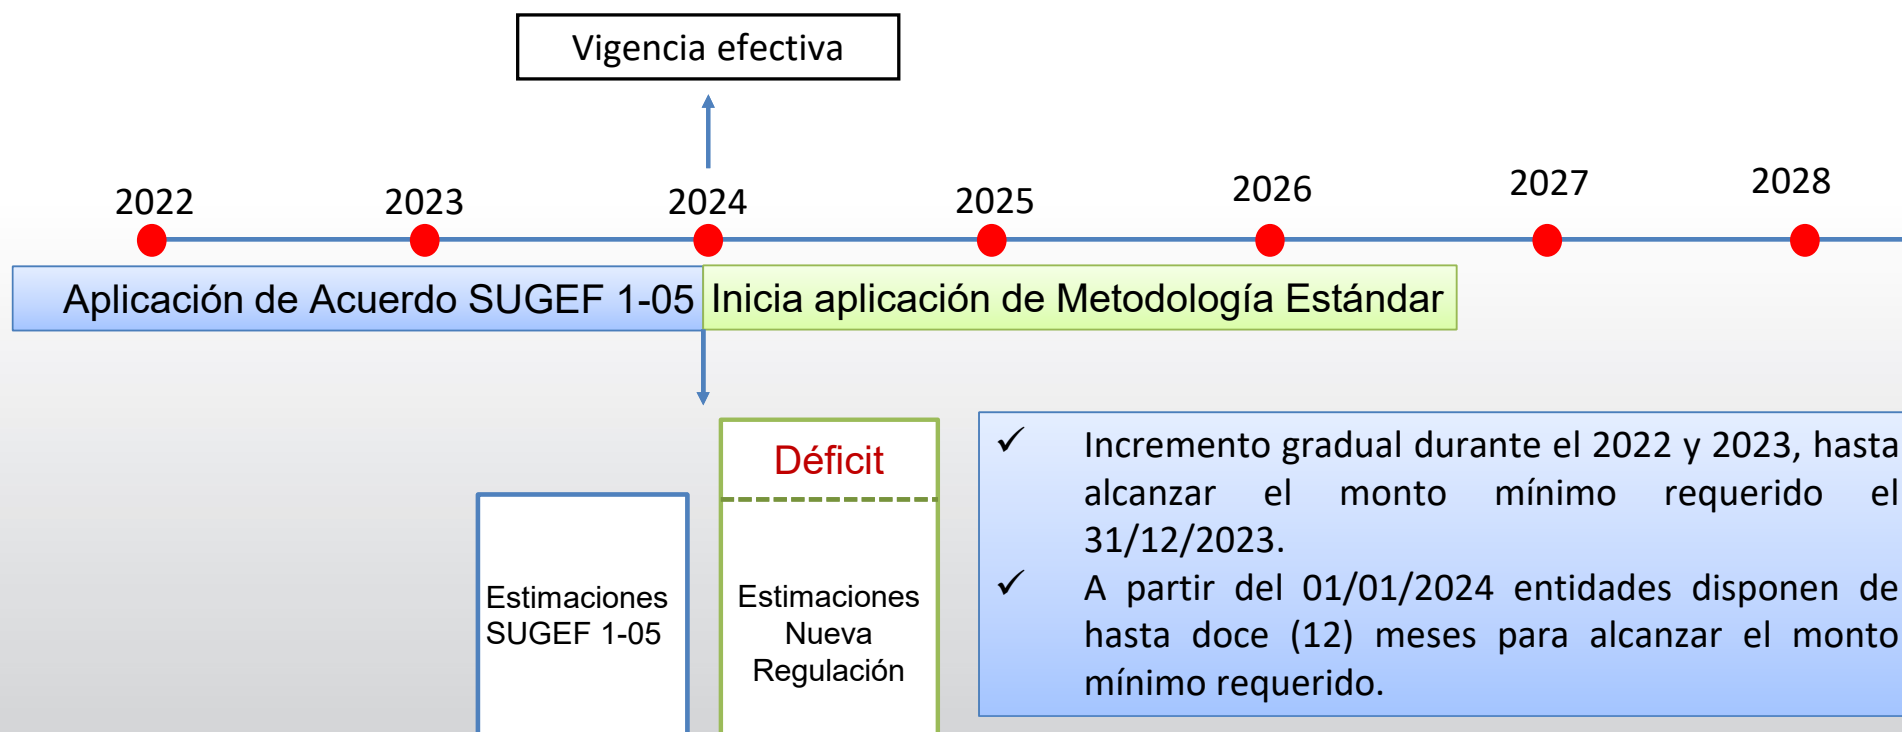 Vigencia efectiva
2022 2023 2024 2025 2026 2027 2028
Aplicación de Acuerdo SUGEF 1-05
Inicia aplicación de Metodología Estándar
Estimaciones
SUGEF 1-05
Déficit
Estimaciones
Nueva
Regulación
✓ Incremento gradual durante el 2022 y 2023, hasta
alcanzar el monto mínimo requerido el
31/12/2023.
✓ A partir del 01/01/2024 entidades disponen de
hasta doce (12) meses para alcanzar el monto
mínimo requerido.